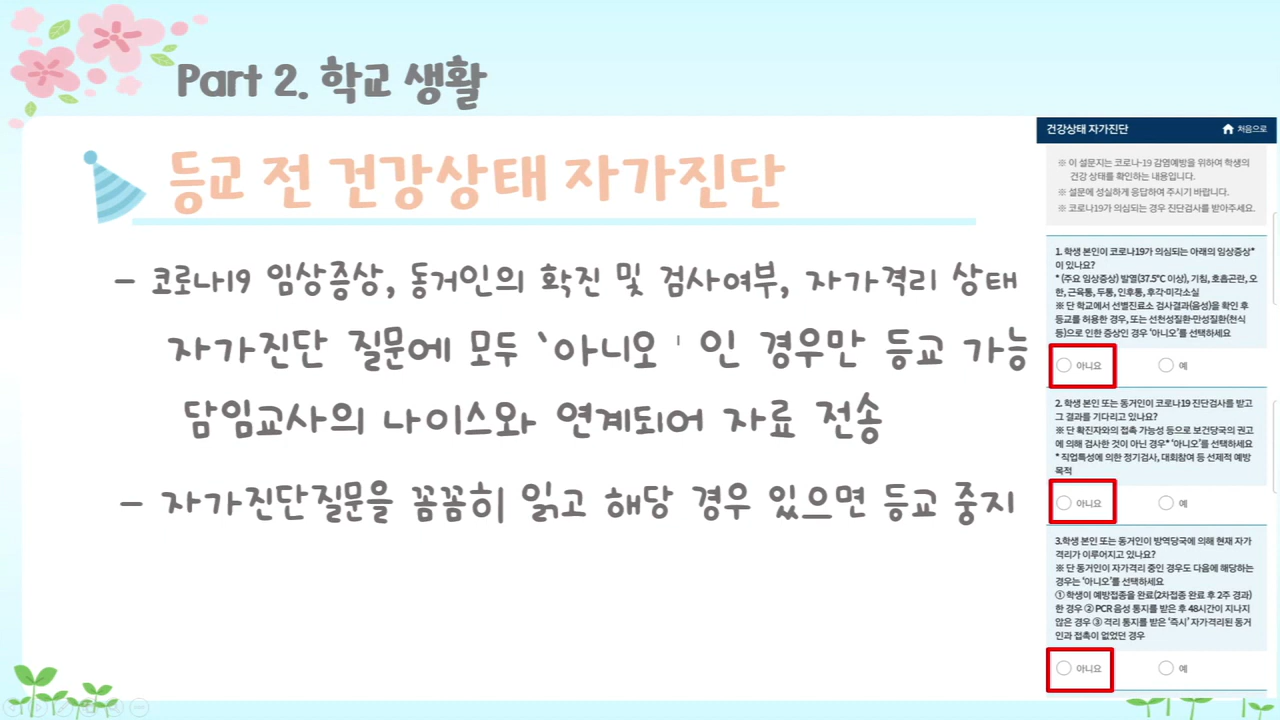 Part 2. 학교 생활
등교 전 건강상태 자가진단
- 코로나19 임상증상, 동거인의 확진 및 검사여부, 자가격리 상태
자가진단 질문에 모두 '아니오' 인 경우만 등교 가능
담임교사의 나이스와 연계되어 자료 전송
- 자가진단질문을 꼼꼼히 읽고 해당 경우 있으면 등교 중지
건강상태 자가진단 처음으로
※ 이 설문지는 코로나-19 감염예방을 위하여 학생의
건강 상태를 확인하는 내용입니다.
※ 설문에 성실하게 응답하여 주시기 바랍니다.
※ 코로나19가 의심되는 경우 진단검사를 받아주세요.
1. 학생 본인이 코로나19가 의심되는 아래의 임상증상*
이 있나요?
* (주요 임상증상) 발열(37.5℃ 이상), 기침, 호흡곤란, 오
한, 근육통, 두통, 인후통, 후각·미각소실
※ 단 학교에서 선별진료소 검사결과(음성)을 확인 후
등교를 허용한 경우, 또는 선천성질환·만성질환(천식
등)으로 인한 증상인 경우 '아니요'를 선택하세요
아니요 예
2. 학생 본인 또는 동거인이 코로나19 진단검사를 받고
그 결과를 기다리고 있나요?
※ 단 확진자와의 접촉 가능성 등으로 보건당국의 권고
에 의해 검사한 것이 아닌 경우* '아니오'를 선택하세요
* 직업특성에 의한 정기검사, 대회참여 등 선제적 예방
목적
아니요 예
3.학생 본인 또는 동거인이 방역당국에 의해 현재 자가
격리가 이루어지고 있나요?
※ 단 동거인이 자가격리 중인 경우도 다음에 해당하는
경우는 '아니오'를 선택하세요
① 학생이 예방접종을 완료(2차접종 완료 후 2주 경과)
한 경우 ② PCR 음성 통지를 받은 후 48시간이 지나지
않은 경우 ③ 격리 통지를 받은 '즉시' 자가격리된 동거
인과 접촉이 없었던 경우
아니요 예